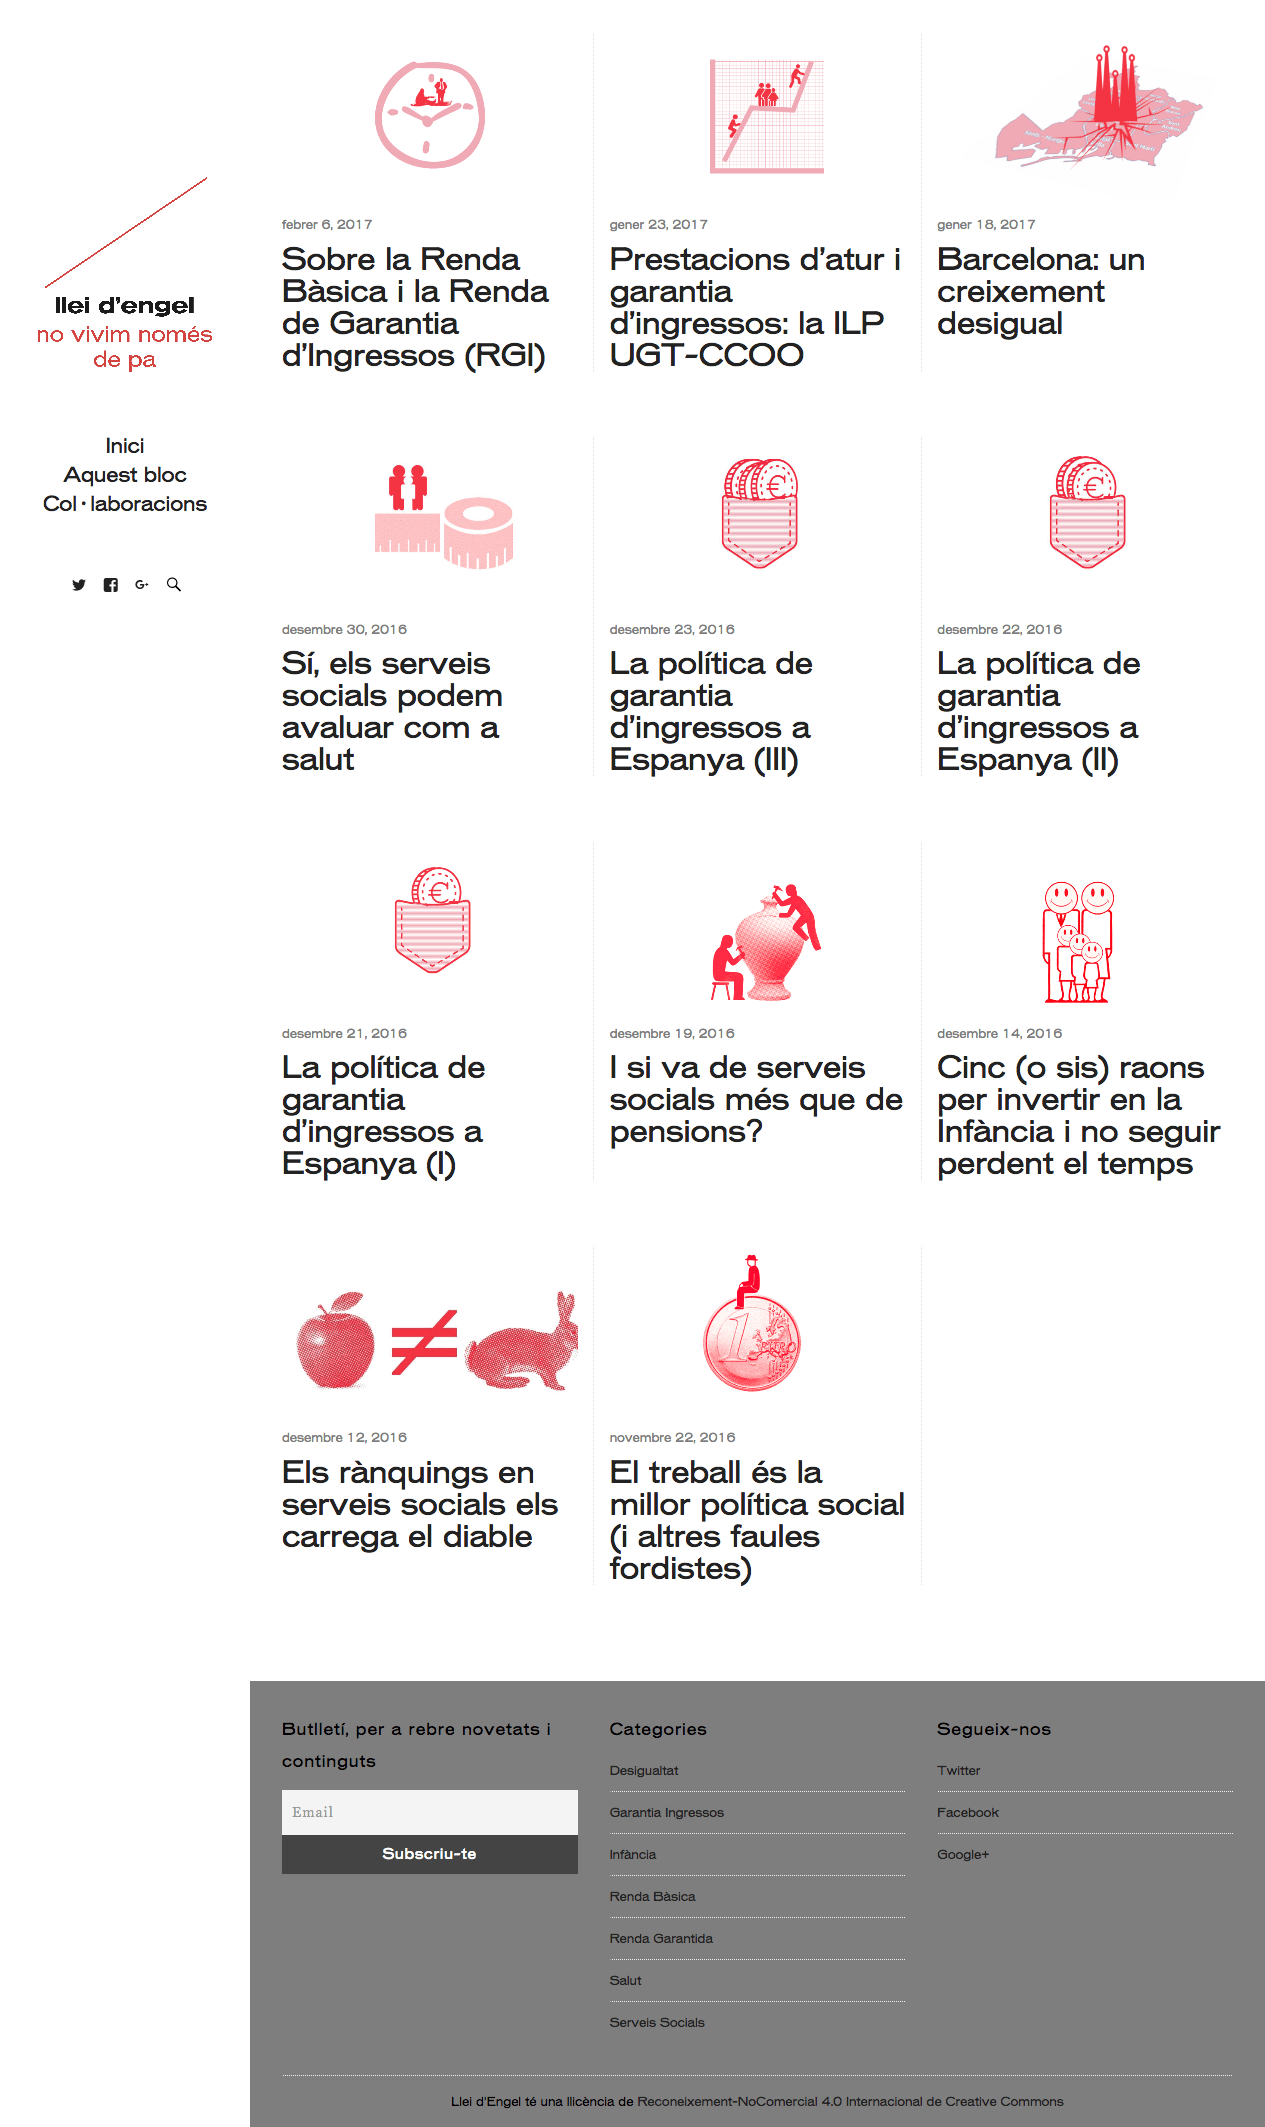 llei d'engel
no vivim només
de pa
Inici
Aquest bloc
Col·laboracions
febrer 6, 2017
Sobre la Renda
Bàsica i la Renda
de Garantia
d'Ingressos (RGI)
gener 23, 2017
Prestacions d'atur i
garantia
d'ingressos: la ILP
UGT-CCOO
gener 18, 2017
Barcelona: un
creixement
desigual
desembre 30, 2016
Sí, els serveis
socials podem
avaluar com a
salut
€
desembre 23, 2016
La política de
garantia
d'ingressos a
Espanya (III)
€
desembre 22, 2016
La política de
garantia
d'ingressos a
Espanya (II)
€
desembre 21, 2016
La política de
garantia
d'ingressos a
Espanya (I)
desembre 19, 2016
I si va de serveis
socials més que de
pensions?
desembre 14, 2016
Cinc (o sis) raons
per invertir en la
Infància i no seguir
perdent el temps
≠
desembre 12, 2016
Els rànquings en
serveis socials els
carrega el diable
1
EURO
novembre 22, 2016
El treball és la
millor política social
(i altres faules
fordistes)
Butlletí, per a rebre novetats i
continguts
Email
Subscriu-te
Categories
Desigualtat
Garantia Ingressos
Infància
Renda Bàsica
Renda Garantida
Salut
Serveis Socials
Segueix-nos
Twitter
Facebook
Google+
Llei d'Engel té una llicència de Reconeixement-NoComercial 4.0 Internacional de Creative Commons